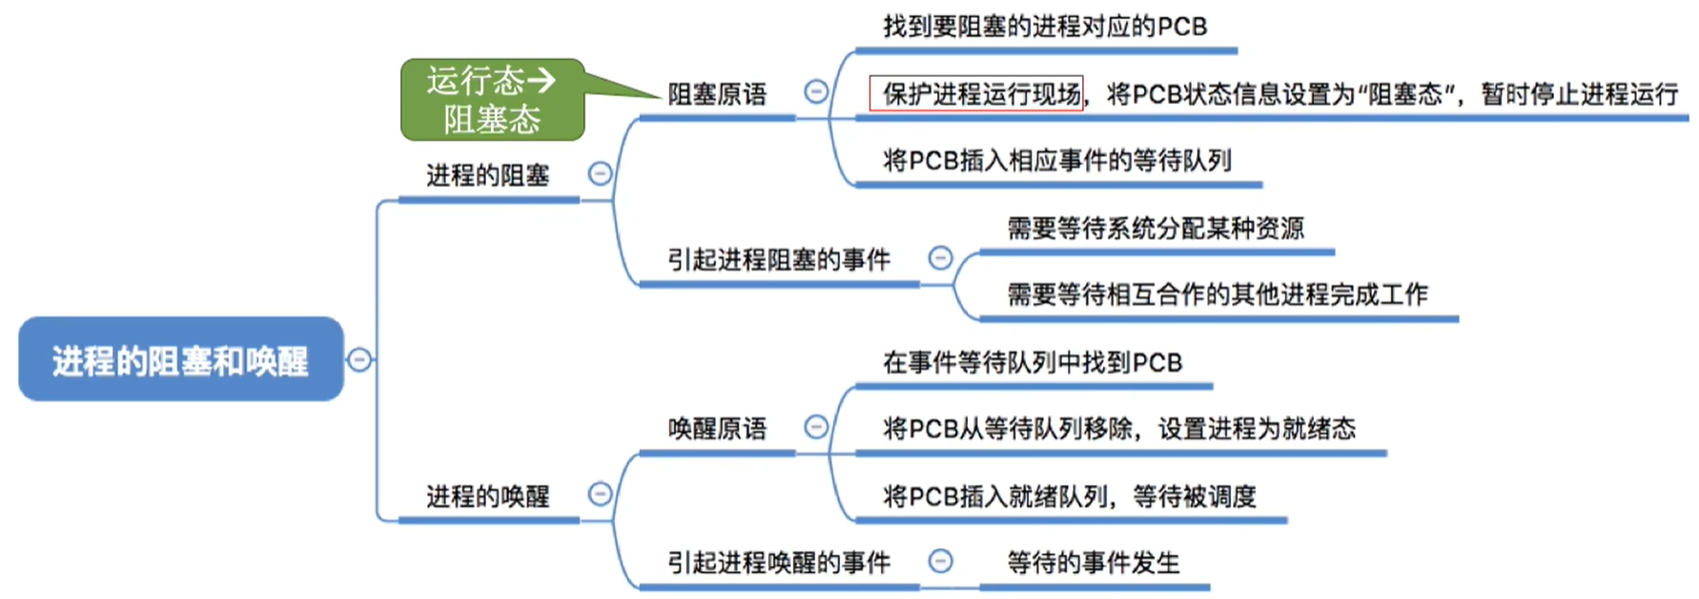 找到要阻塞的进程对应的PCB
运行态→
阻塞态
阻塞原语
保护进程运行现场，将PCB状态信息设置为“阻塞态”，暂时停止进程运行
进程的阻塞
将PCB插入相应事件的等待队列
需要等待系统分配某种资源
引起进程阻塞的事件
需要等待相互合作的其他进程完成工作
进程的阻塞和唤醒
在事件等待队列中找到PCB
唤醒原语
将PCB从等待队列移除，设置进程为就绪态
进程的唤醒
将PCB插入就绪队列，等待被调度
引起进程唤醒的事件
等待的事件发生